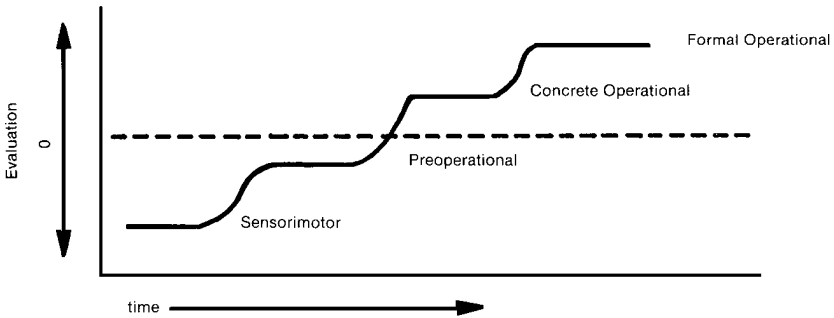 Formal Operational
Concrete Operational
Evaluation
0
Preoperational
Sensorimotor
time